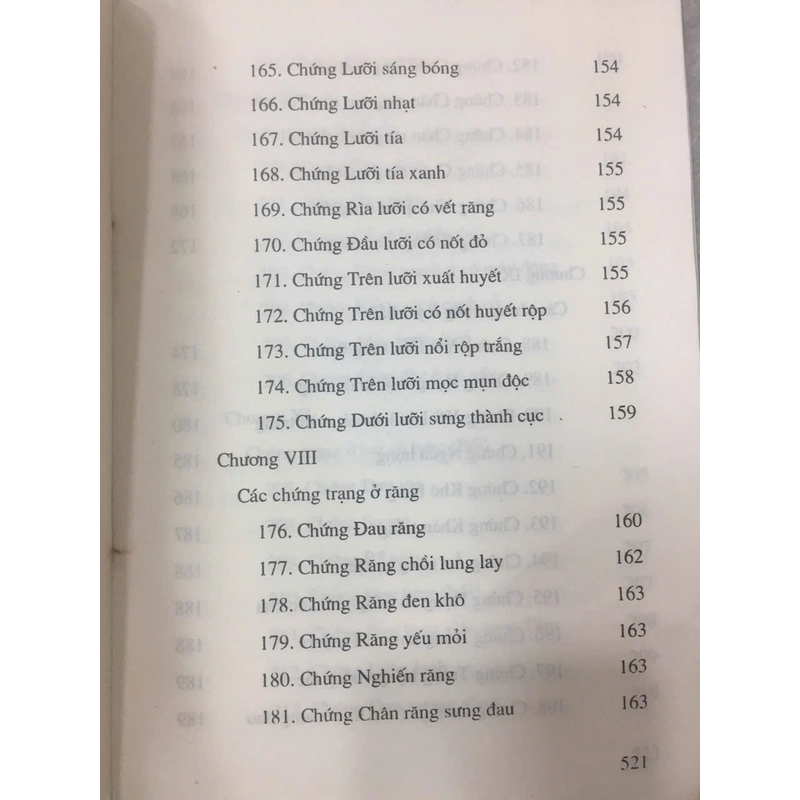 165. Chứng Lưỡi sáng bóng 154
166. Chứng Lưỡi nhạt 154
167. Chứng Lưỡi tía 154
168. Chứng Lưỡi tía xanh 155
169. Chứng Rìa lưỡi có vết răng 155
170. Chứng Đầu lưỡi có nốt đỏ 155
171. Chứng Trên lưỡi xuất huyết 155
172. Chứng Trên lưỡi có nốt huyết rộp 156
173. Chứng Trên lưỡi nổi rộp trắng 157
174. Chứng Trên lưỡi mọc mụn độc 158
175. Chứng Dưới lưỡi sưng thành cục 159
Chương VIII
Các chứng trạng ở răng
176. Chứng Đau răng 160
177. Chứng Răng chồi lung lay 162
178. Chứng Răng đen khô 163
179. Chứng Răng yếu mỏi 163
180. Chứng Nghiến răng 163
181. Chứng Chân răng sưng đau 163
521